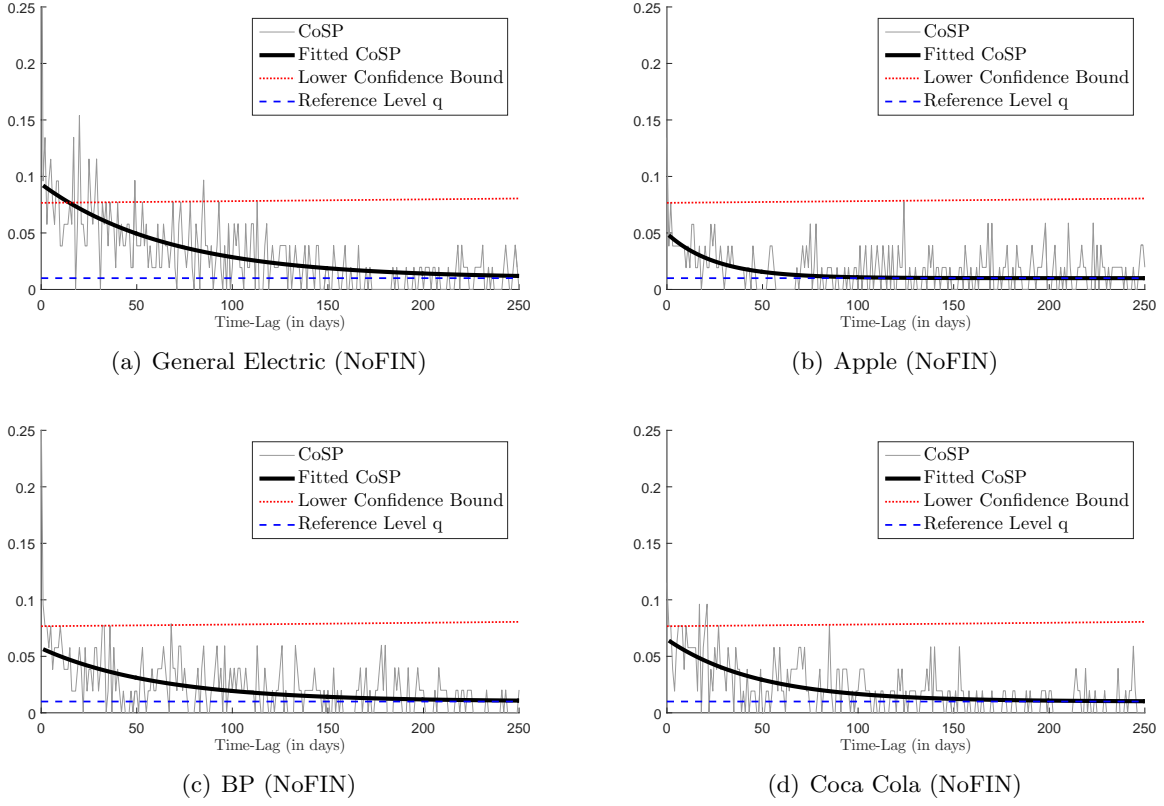 0.25
0.2
0.15
0.1
0.05
0
0 50 100 150 200 250
Time-Lag (in days)
CoSP
Fitted CoSP
Lower Confidence Bound
Reference Level q
(a) General Electric (NoFIN)
0.25
0.2
0.15
0.1
0.05
0
0 50 100 150 200 250
Time-Lag (in days)
CoSP
Fitted CoSP
Lower Confidence Bound
Reference Level q
(b) Apple (NoFIN)
0.25
0.2
0.15
0.1
0.05
0
0 50 100 150 200 250
Time-Lag (in days)
CoSP
Fitted CoSP
Lower Confidence Bound
Reference Level q
(c) BP (NoFIN)
0.25
0.2
0.15
0.1
0.05
0
0 50 100 150 200 250
Time-Lag (in days)
CoSP
Fitted CoSP
Lower Confidence Bound
Reference Level q
(d) Coca Cola (NoFIN)